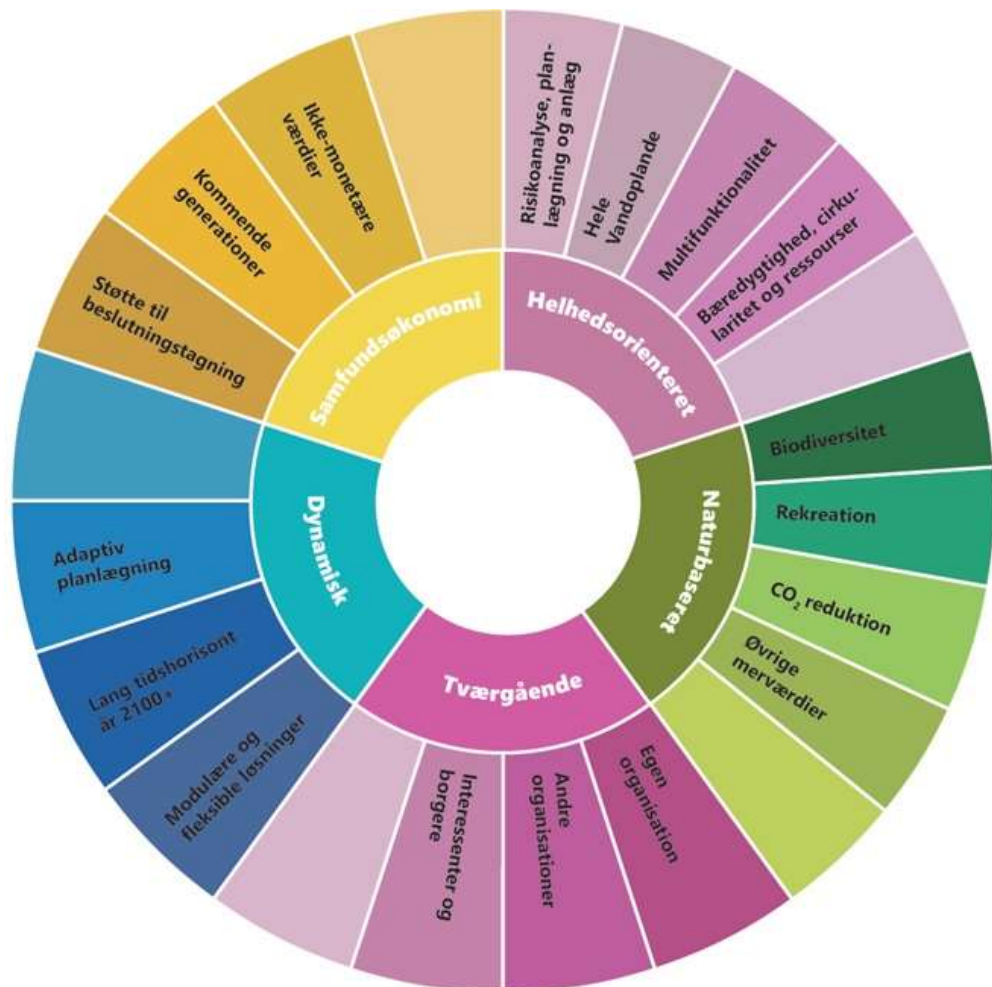 Helhedsorienteret
Risikoanalyse, plan-
lægning og anlæg
Hele
Vandoplande
Multifunktionalitet
Bæredygtighed, cirku-
laritet og ressourser
Naturbaseret
Biodiversitet
Rekreation
CO₂ reduktion
Øvrige
merværdier
Tværgående
Egen
organisation
Andre
organisationer
Interessenter og
borgere
Dynamisk
Modulære og
fleksible løsninger
Lang tidshorisont
år 2100+
Adaptiv
planlægning
Samfundsøkonomi
Støtte til
beslutningstagning
Kommende
generationer
Ikke-monetære
værdier